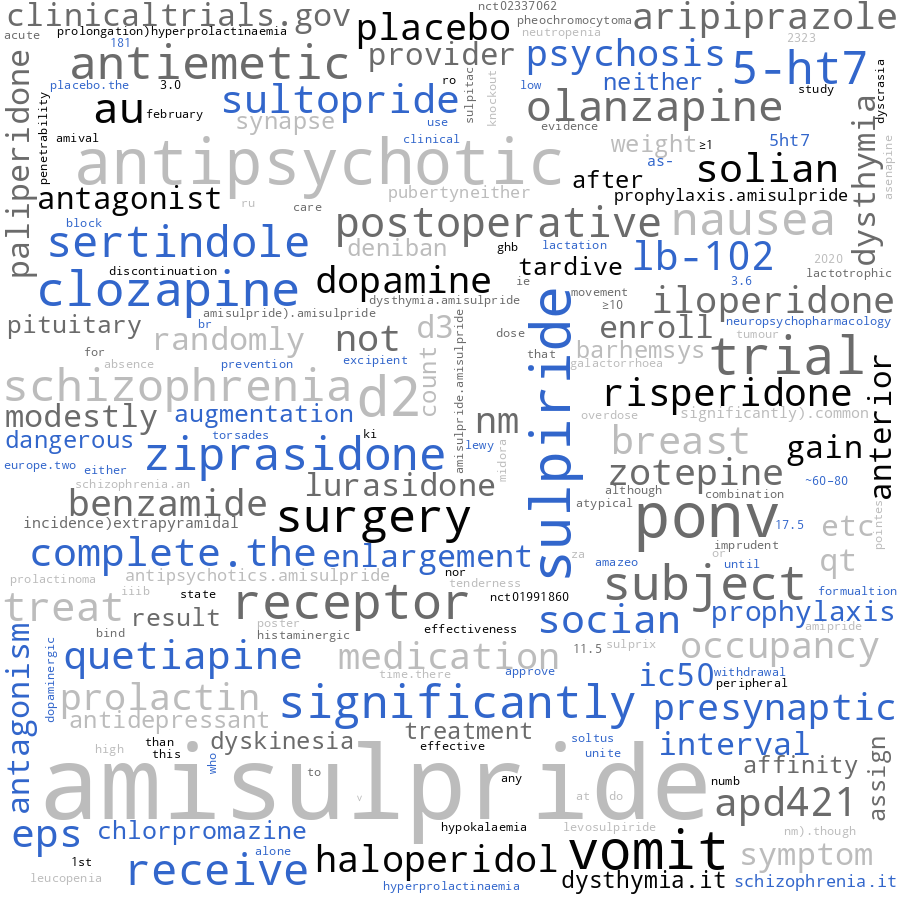 clinicaltrials.gov
nct02337062
pheochromocytoma
aripiprazole
acute
prolongation)hyperprolactinaemia
placebo
neutropenia
2323
181
antiemetic
provider
psychosis
5-ht7
placebo.the
3.0
ro
sulpitac
knockout
low
neither
study
dyscrasia
paliperidone
penetrability
au
february
sultopride
use
olanzapine
synapse
evidence
dysthymia
amival
antipsychotic
clinical
weight
≥1
5ht7
asenapine
as-
solian
antagonist
ru
care
pubertyneither
after
prophylaxis.amisulpride
block
postoperative
nausea
sertindole
deniban
ghb
lactation
lb-102
2020
discontinuation
dopamine
tardive
lactotrophic
clozapine
ie
movement
3.6
dysthymia.amisulpride
≥10
iloperidone
amisulpride).amisulpride
pituitary
br
randomly
not
d3
dose
enroll
neuropsychopharmacology
tumour
for
absence
prevention
excipient
count
amisulpride.amisulpride
that
barhemsys
galactorrhoea
trial
schizophrenia
d2
sulpiride
risperidone
anterior
modestly
augmentation
nm
overdose
significantly).common
dangerous
torsades
ki
lewy
midora
breast
gain
europe.two
either
ziprasidone
zotepine
~60-80
schizophrenia.an
lurasidone
although
combination
benzamide
atypical
ponv
pointes
incidence)extrapyramidal
surgery
17.5
etc
imprudent
complete.the
enlargement
za
amazeo
or
until
qt
prolactinoma
iiib
antipsychotics.amisulpride
nor
tenderness
subject
formualtion
treat
state
receptor
nct01991860
result
poster
socian
prophylaxis
bind
histaminergic
effectiveness
amipride
antagonism
dopaminergic
quetiapine
medication
11.5
sulprix
occupancy
time.there
approve
ic50
withdrawal
peripheral
prolactin
significantly
presynaptic
antidepressant
treatment
soltus
interval
high
than
dyskinesia
effective
unite
this
who
affinity
assign
to
any
numb
amisulpride
v
at
do
apd421
eps
chlorpromazine
hypokalaemia
levosulpiride
nm).though
alone
vomit
1st
receive
haloperidol
symptom
leucopenia
hyperprolactinaemia
dysthymia.it
schizophrenia.it